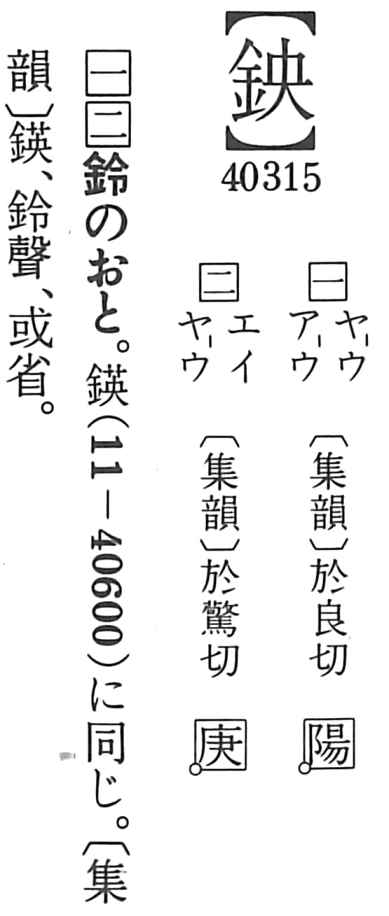 【鉠】
40315
一 ヤウ アウ 〔集韻〕於良切 陽
二 エイ ヤウ 〔集韻〕於驚切 庚
一二鈴のおと。鍈(11-40600)に同じ。〔集
韻〕鍈、鈴聲、或省。